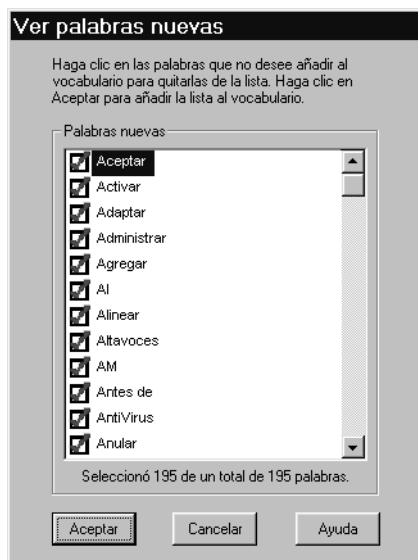 Ver palabras nuevas
Haga clic en las palabras que no desee añadir al
vocabulario para quitarlas de la lista. Haga clic en
Aceptar para añadir la lista al vocabulario.
Palabras nuevas
Aceptar
Activar
Adaptar
Administrar
Agregar
Al
Alinear
Altavoces
AM
Antes de
AntiVirus
Anular
Seleccionó 195 de un total de 195 palabras.
Aceptar
Cancelar
Ayuda